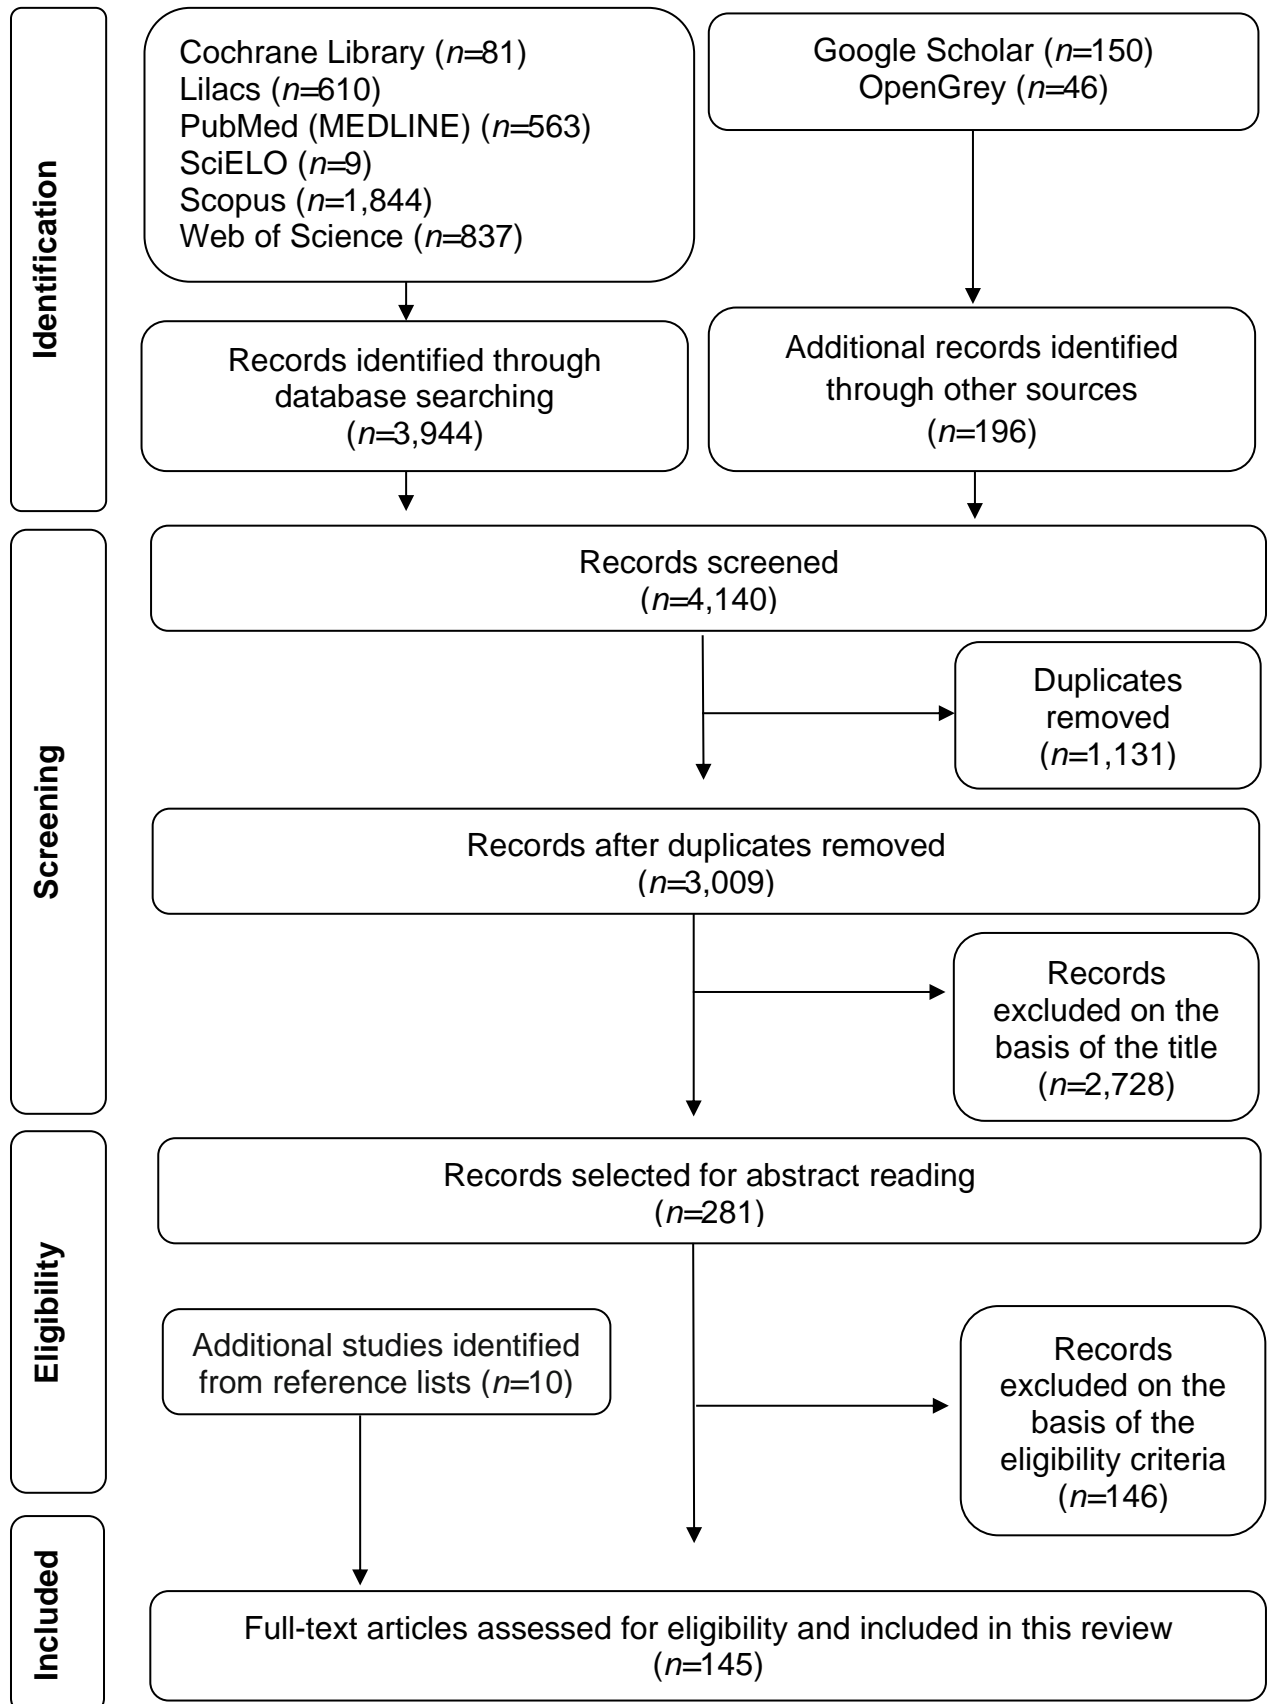 Identification
Cochrane Library (n=81)
Lilacs (n=610)
PubMed (MEDLINE) (n=563)
SciELO (n=9)
Scopus (n=1,844)
Web of Science (n=837)
Google Scholar (n=150)
OpenGrey (n=46)
Records identified through
database searching
(n=3,944)
Additional records identified
through other sources
(n=196)
Screening
Records screened
(n=4,140)
Duplicates
removed
(n=1,131)
Records after duplicates removed
(n=3,009)
Records
excluded on the
basis of the title
(n=2,728)
Eligibility
Records selected for abstract reading
(n=281)
Additional studies identified
from reference lists (n=10)
Records
excluded on the
basis of the
eligibility criteria
(n=146)
Included
Full-text articles assessed for eligibility and included in this review
(n=145)